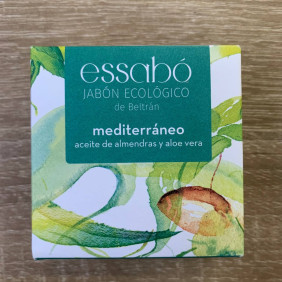 essabó
JABÓN ECOLÓGICO
de Beltrán
mediterráneo
aceite de almendras y aloe vera